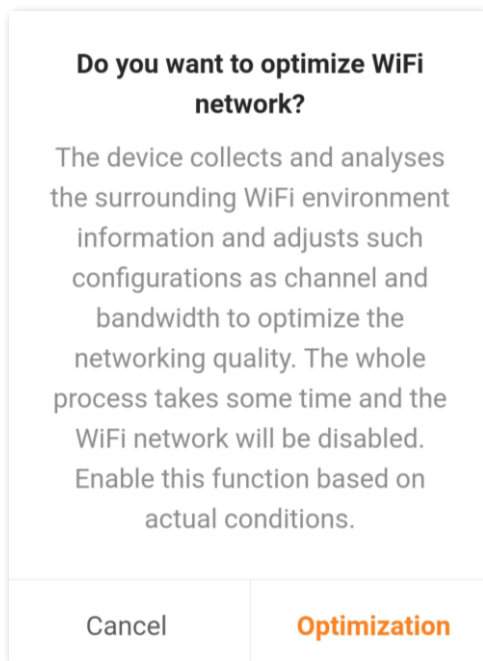 Do you want to optimize WiFi
network?
The device collects and analyses
the surrounding WiFi environment
information and adjusts such
configurations as channel and
bandwidth to optimize the
networking quality. The whole
process takes some time and the
WiFi network will be disabled.
Enable this function based on
actual conditions.
Cancel
Optimization